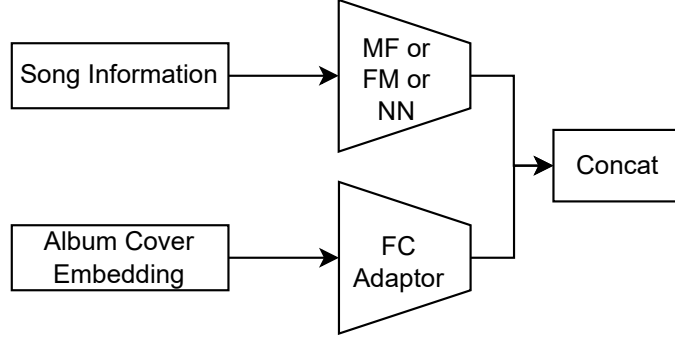 Song Information
MF or
FM or
NN
Concat
Album Cover
Embedding
FC
Adaptor